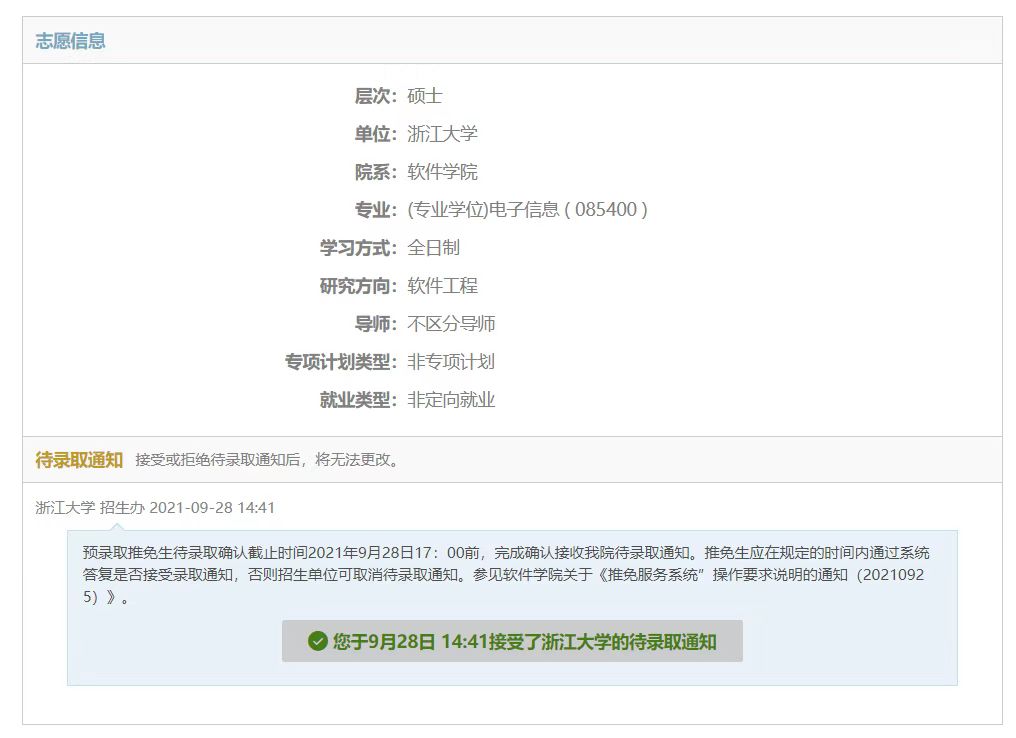 志愿信息
层次：硕士
单位：浙江大学
院系：软件学院
专业：(专业学位)电子信息 ( 085400 )
学习方式：全日制
研究方向：软件工程
导师：不区分导师
专项计划类型：非专项计划
就业类型：非定向就业
待录取通知 接受或拒绝待录取通知后，将无法更改。
浙江大学 招生办 2021-09-28 14:41
预录取推免生待录取确认截止时间2021年9月28日17：00前，完成确认接收我院待录取通知。推免生应在规定的时间内通过系统
答复是否接受录取通知，否则招生单位可取消待录取通知。参见软件学院关于《推免服务系统”操作要求说明的通知（2021092
5）》。
您于9月28日 14:41接受了浙江大学的待录取通知